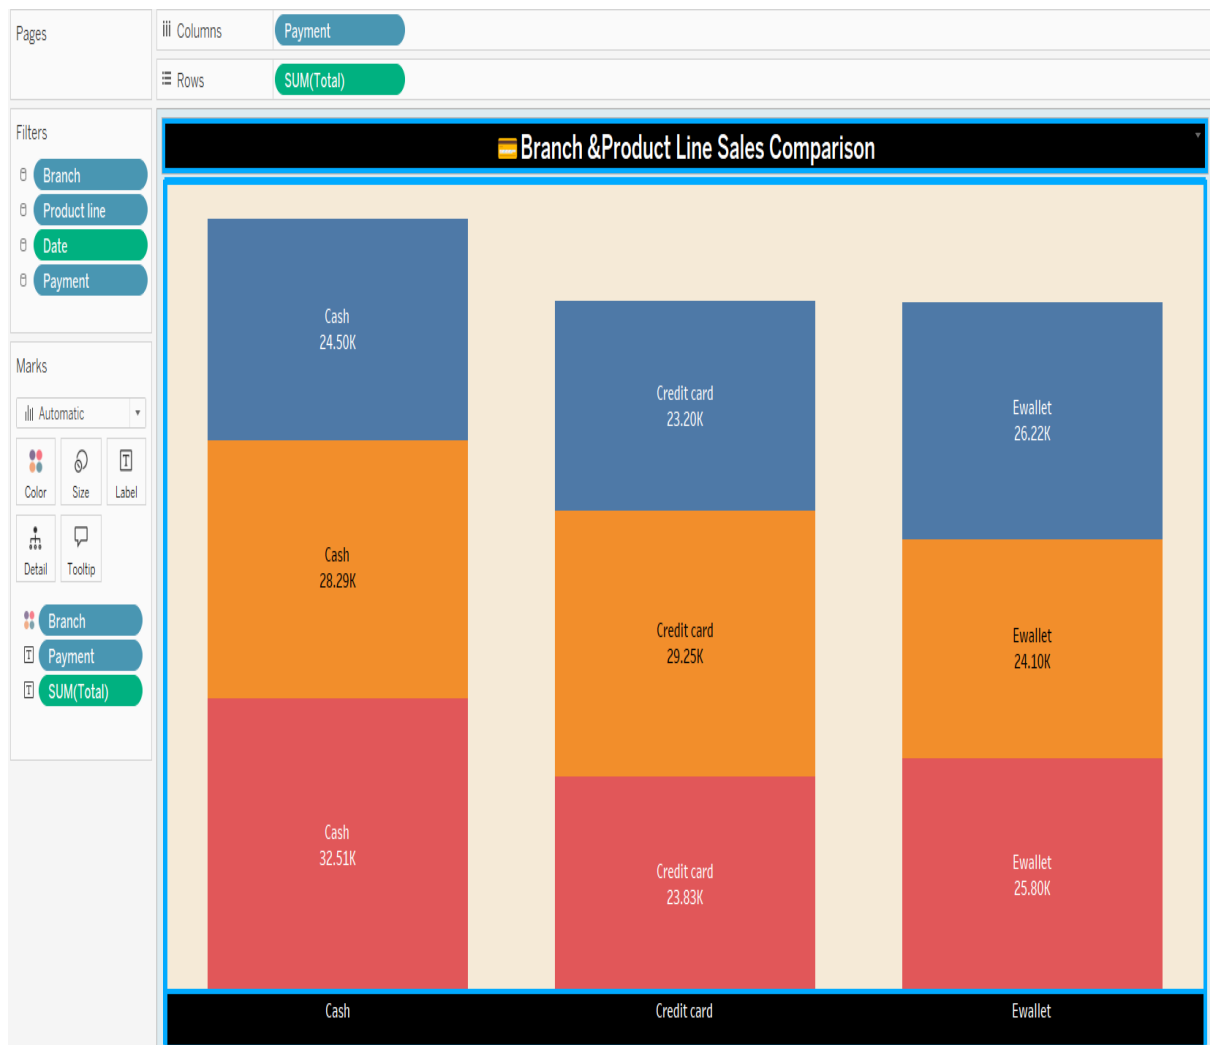 Pages
Columns
Payment
Rows
SUM(Total)
Filters
Branch
Product line
Date
Payment
Marks
Automatic
Color
Size
Label
Detail
Tooltip
Branch
Payment
SUM(Total)
Branch &Product Line Sales Comparison
Cash
24.50K
Cash
28.29K
Cash
32.51K
Credit card
23.20K
Credit card
29.25K
Credit card
23.83K
Ewallet
26.22K
Ewallet
24.10K
Ewallet
25.80K
Cash
Credit card
Ewallet